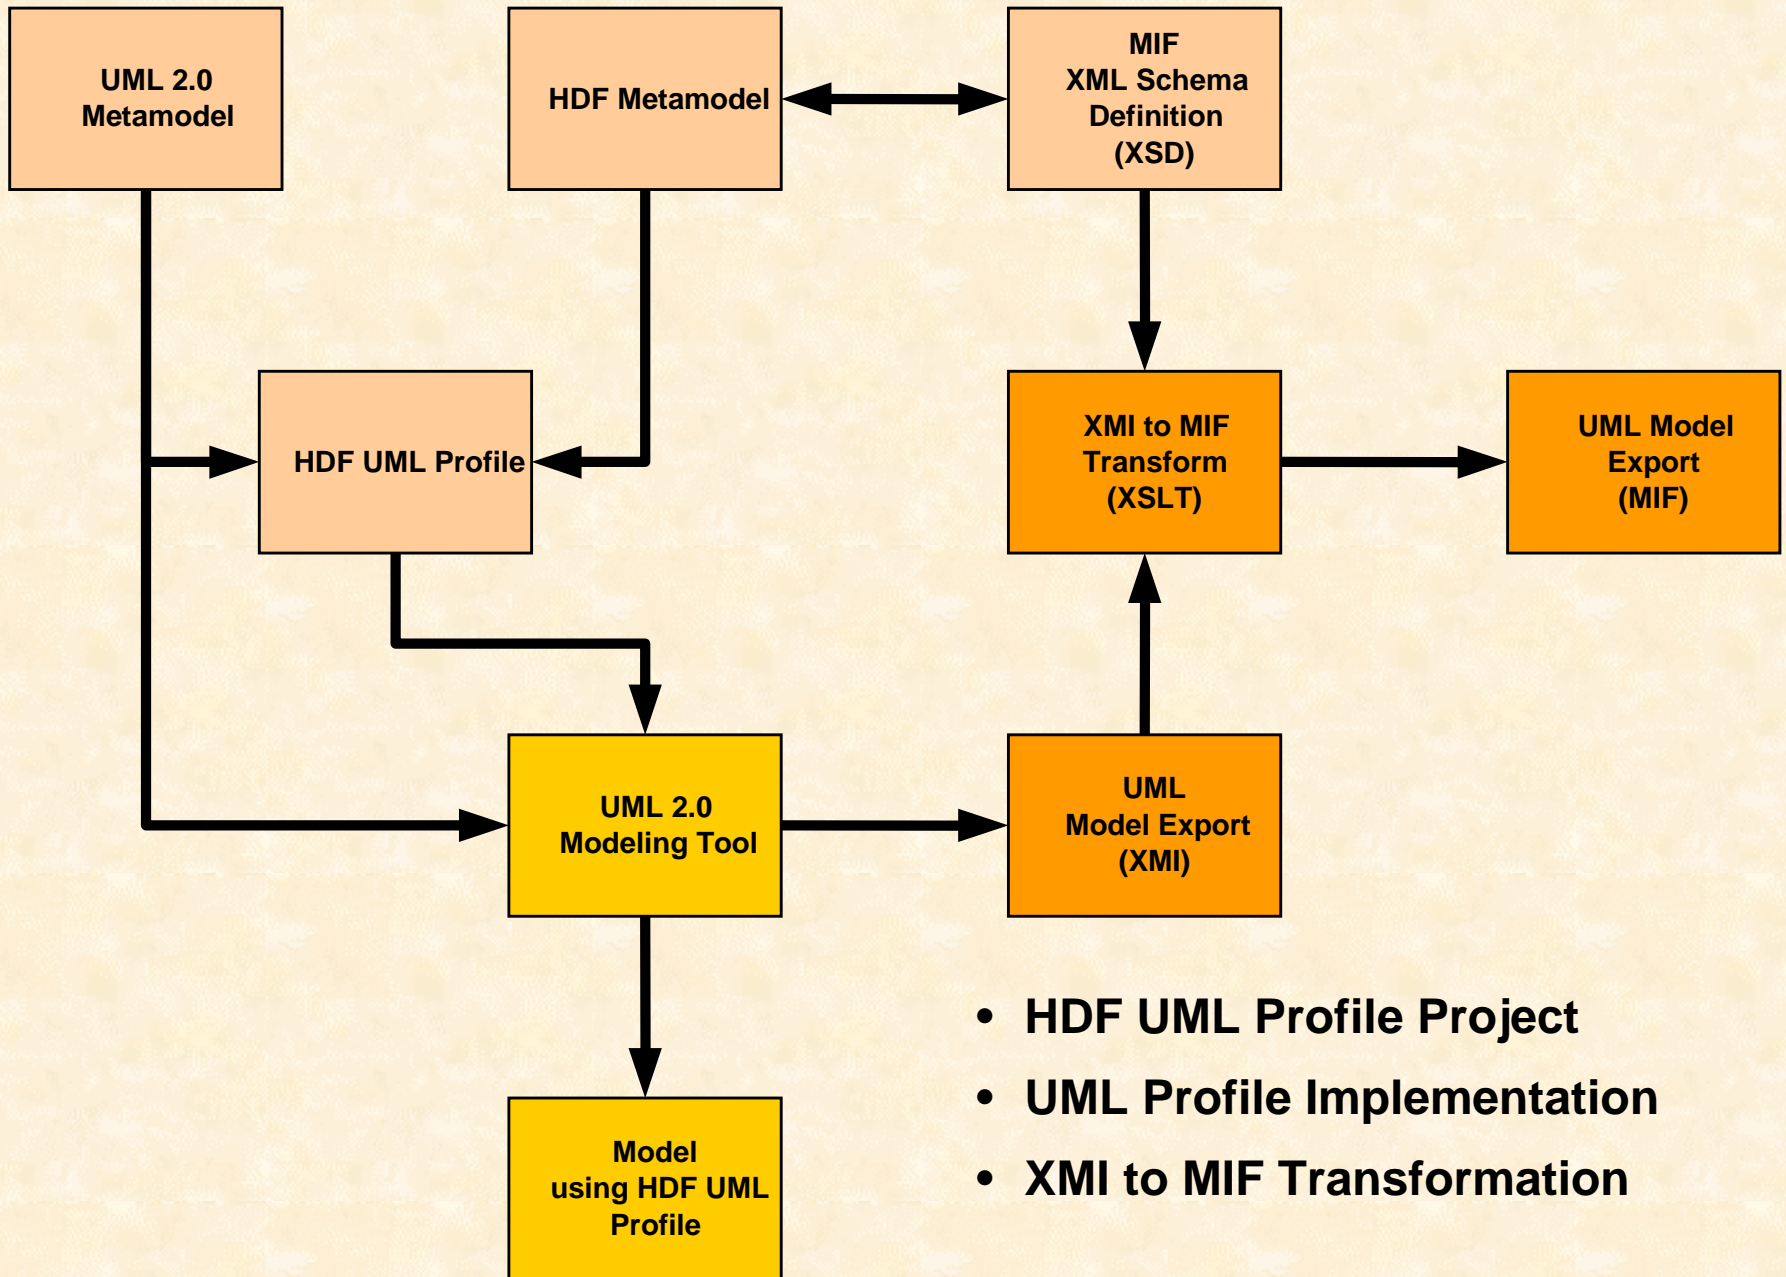 UML 2.0
Metamodel
HDF Metamodel
MIF
XML Schema
Definition
(XSD)
HDF UML Profile
XMI to MIF
Transform
(XSLT)
UML Model
Export
(MIF)
UML 2.0
Modeling Tool
UML
Model Export
(XMI)
Model
using HDF UML
Profile
• HDF UML Profile Project
• UML Profile Implementation
• XMI to MIF Transformation